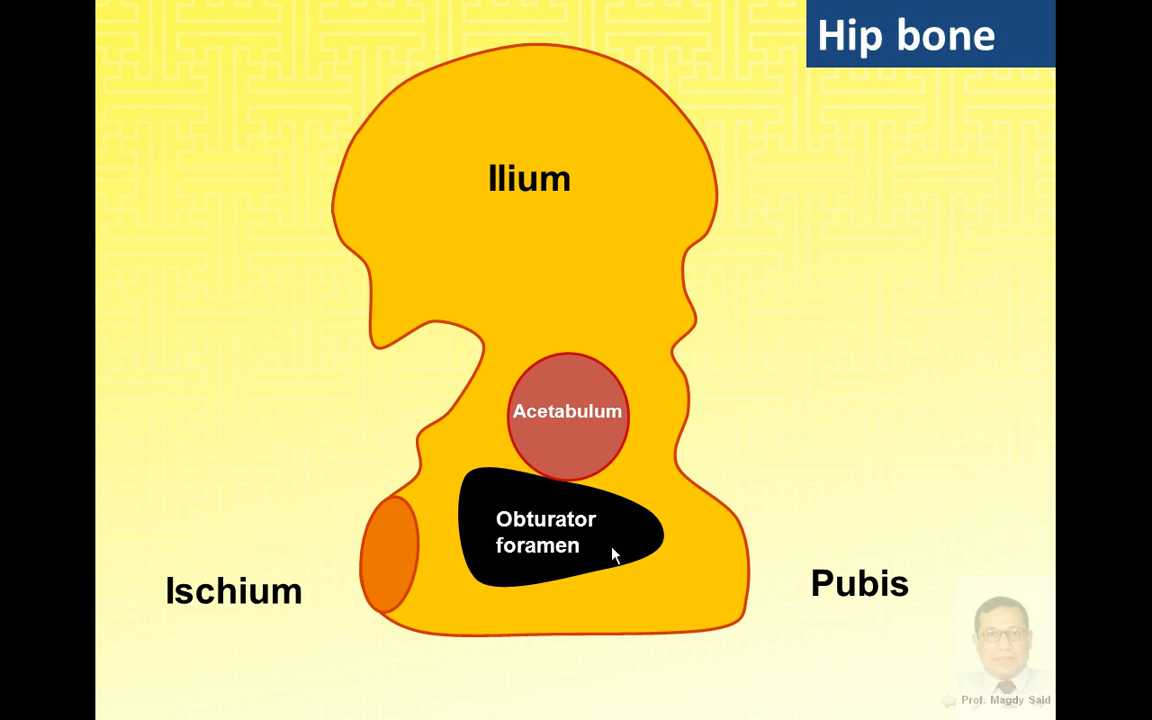 Hip bone
Ilium
Acetabulum
Obturator
foramen
Ischium
Pubis
Prof. Magdy Said